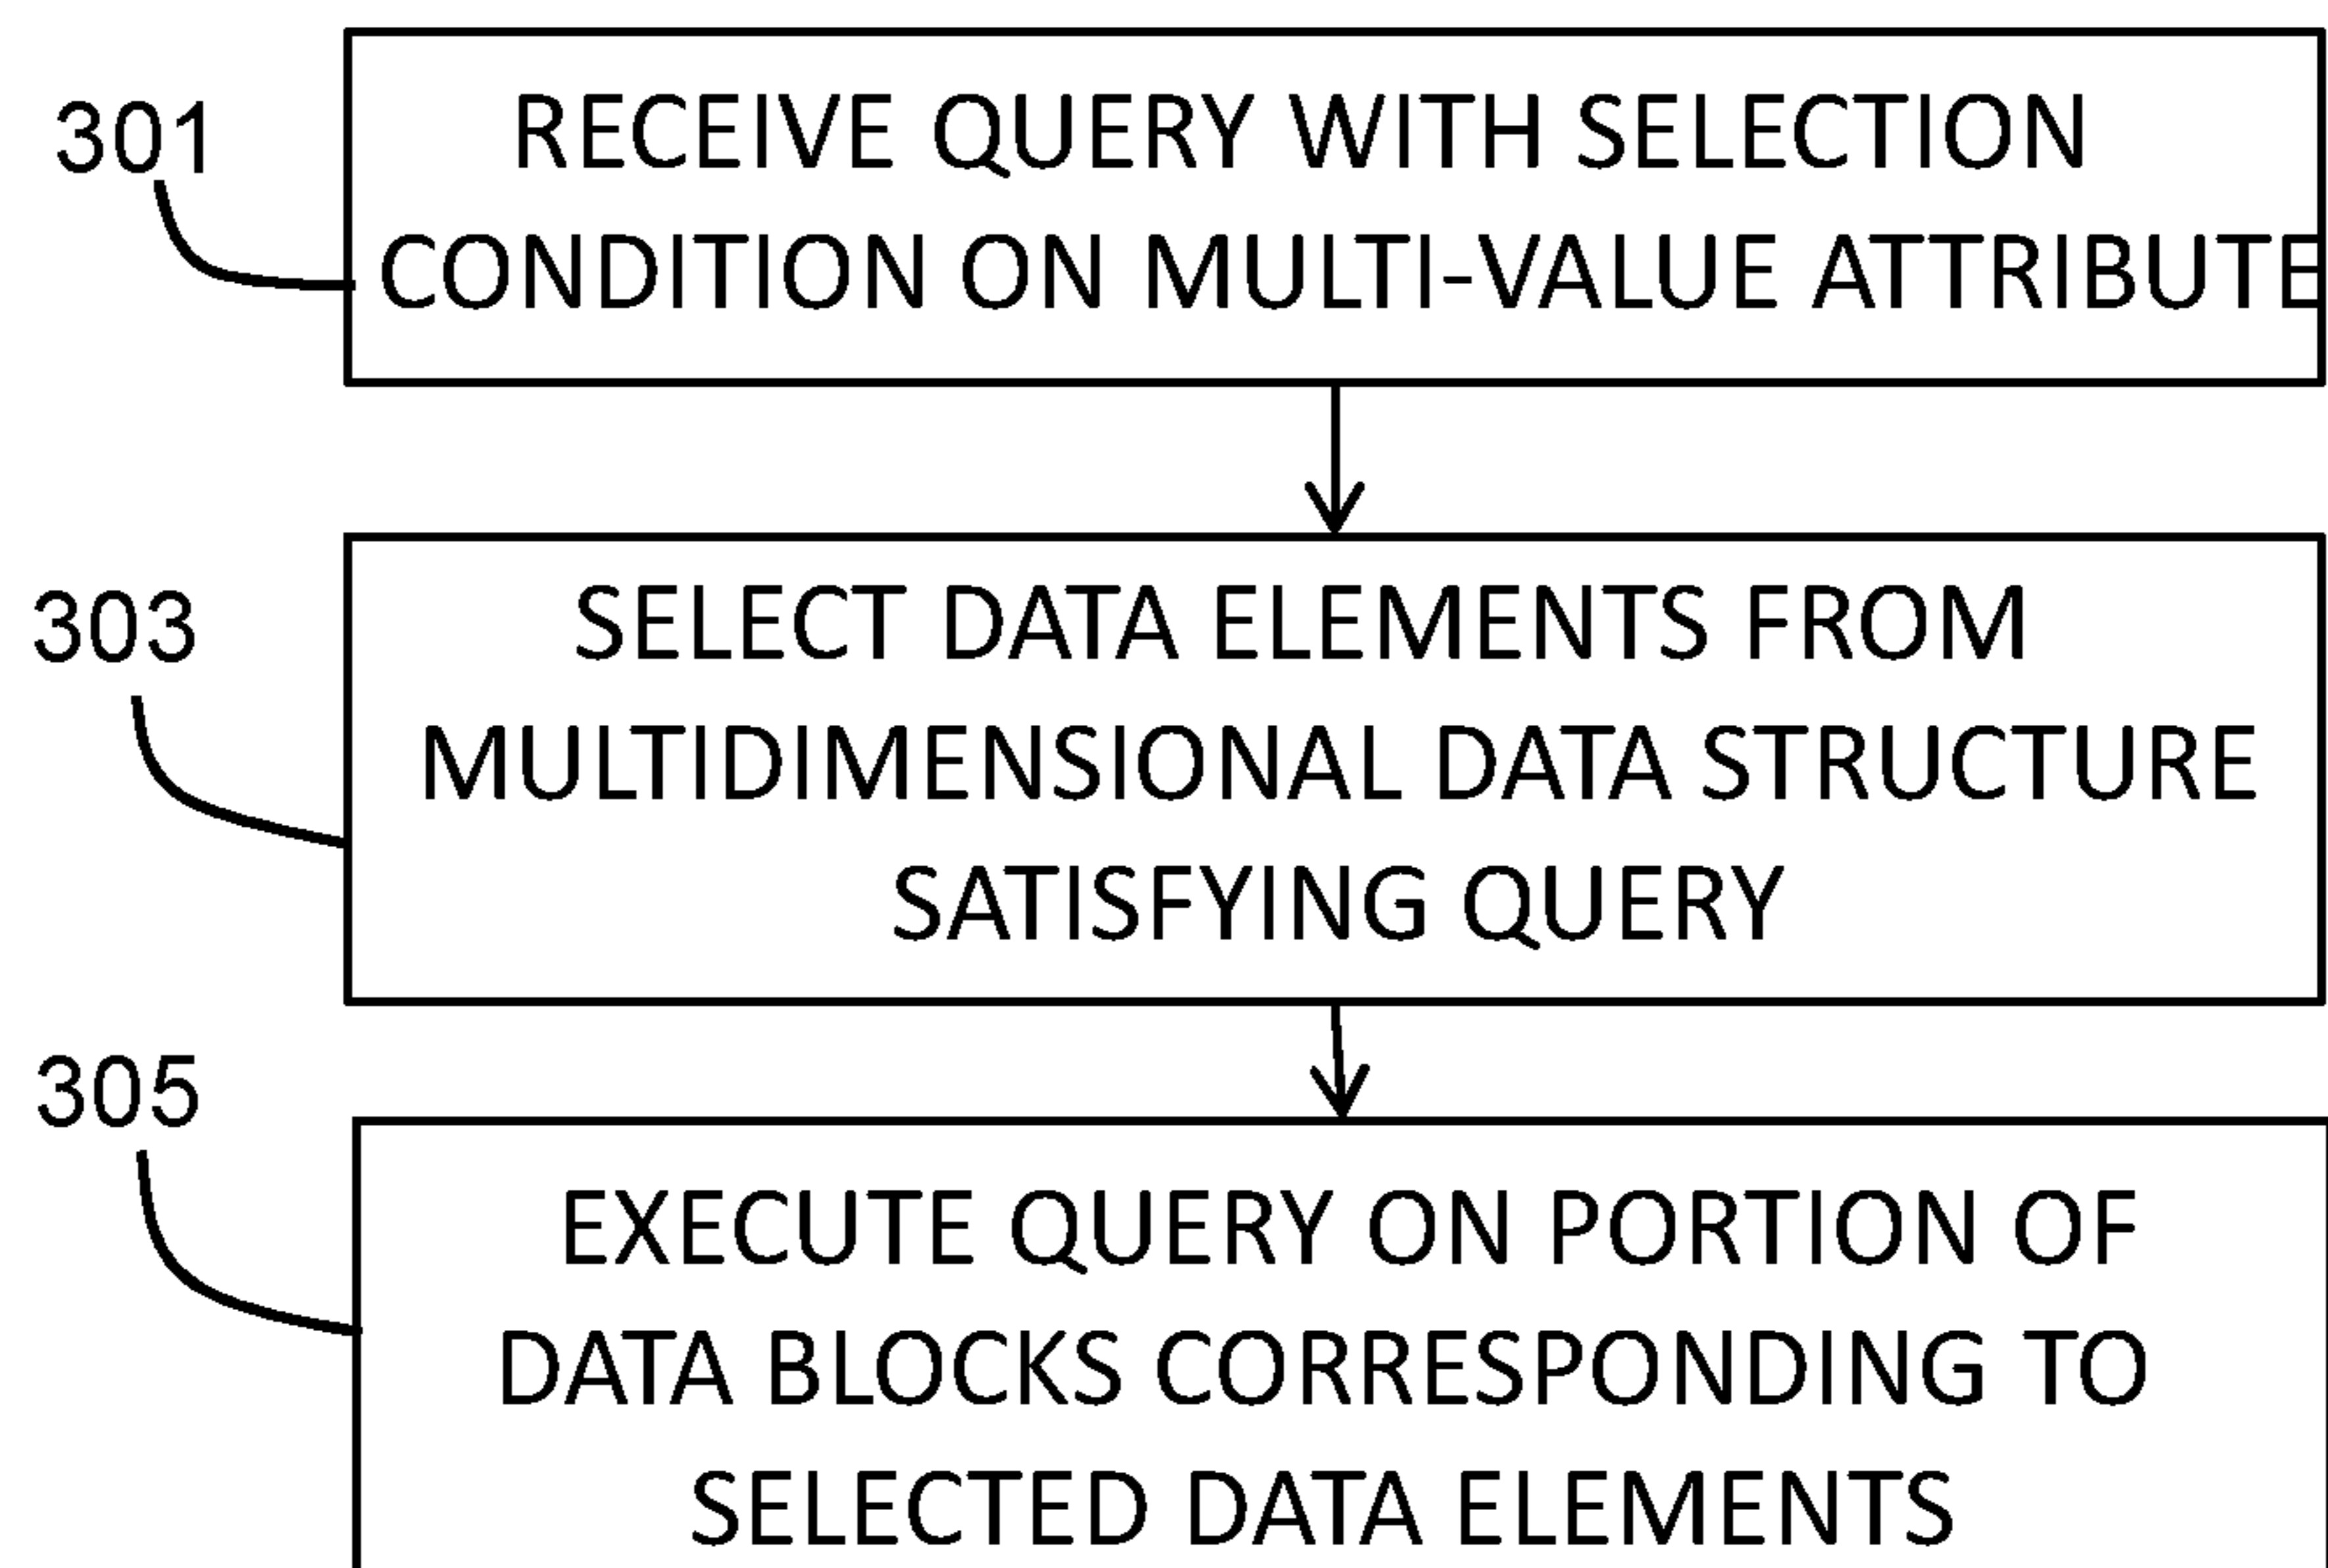 301
RECEIVE QUERY WITH SELECTION
CONDITION ON MULTI-VALUE ATTRIBUTE
303
SELECT DATA ELEMENTS FROM
MULTIDIMENSIONAL DATA STRUCTURE
SATISFYING QUERY
305
EXECUTE QUERY ON PORTION OF
DATA BLOCKS CORRESPONDING TO
SELECTED DATA ELEMENTS